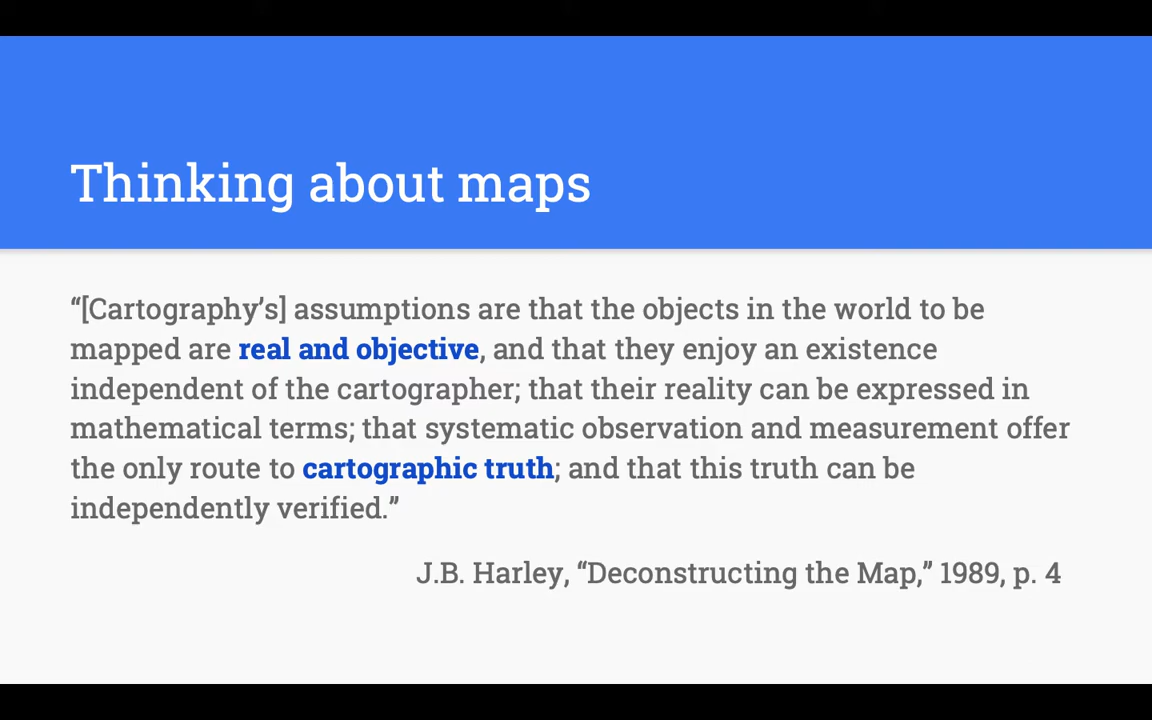 Thinking about maps
“[Cartography’s] assumptions are that the objects in the world to be
mapped are real and objective, and that they enjoy an existence
independent of the cartographer; that their reality can be expressed in
mathematical terms; that systematic observation and measurement offer
the only route to cartographic truth; and that this truth can be
independently verified.”
J.B. Harley, “Deconstructing the Map,” 1989, p. 4